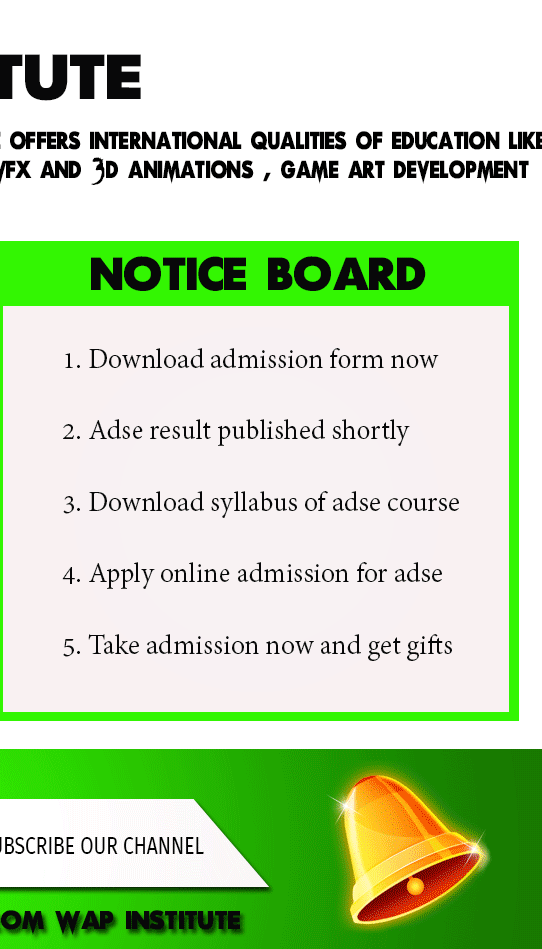 TUTE
OFFERS INTERNATIONAL QUALITIES OF EDUCATION LIKE
VFX AND 3D ANIMATIONS , GAME ART DEVELOPMENT
NOTICE BOARD
1. Download admission form now
2. Adse result published shortly
3. Download syllabus of adse course
4. Apply online admission for adse
5. Take admission now and get gifts
UBSCRIBE OUR CHANNEL
OM WAP INSTITUTE